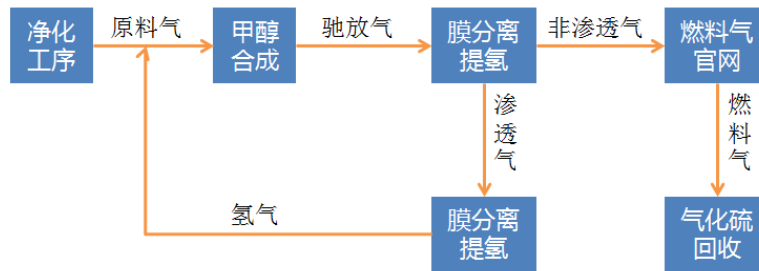 净化
工序
原料气
甲醇
合成
驰放气
膜分离
提氢
非渗透气
燃料气
官网
渗
透
气
燃
料
气
氢气
膜分离
提氢
气化硫
回收